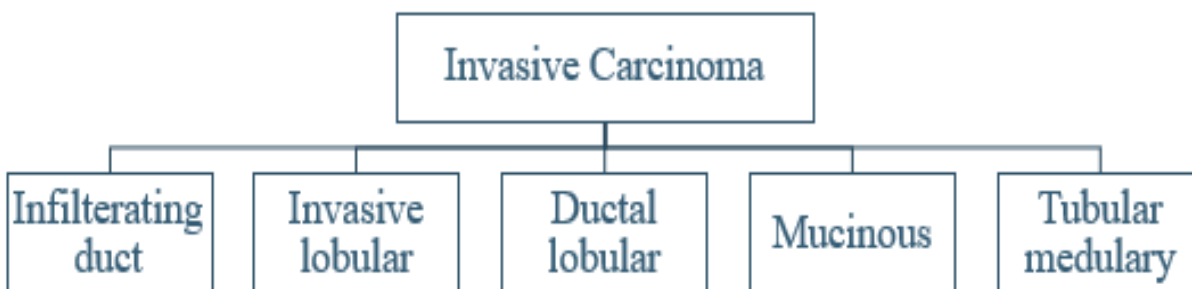 Invasive Carcinoma
Infilterating
duct
Invasive
lobular
Ductal
lobular
Mucinous
Tubular
medulary